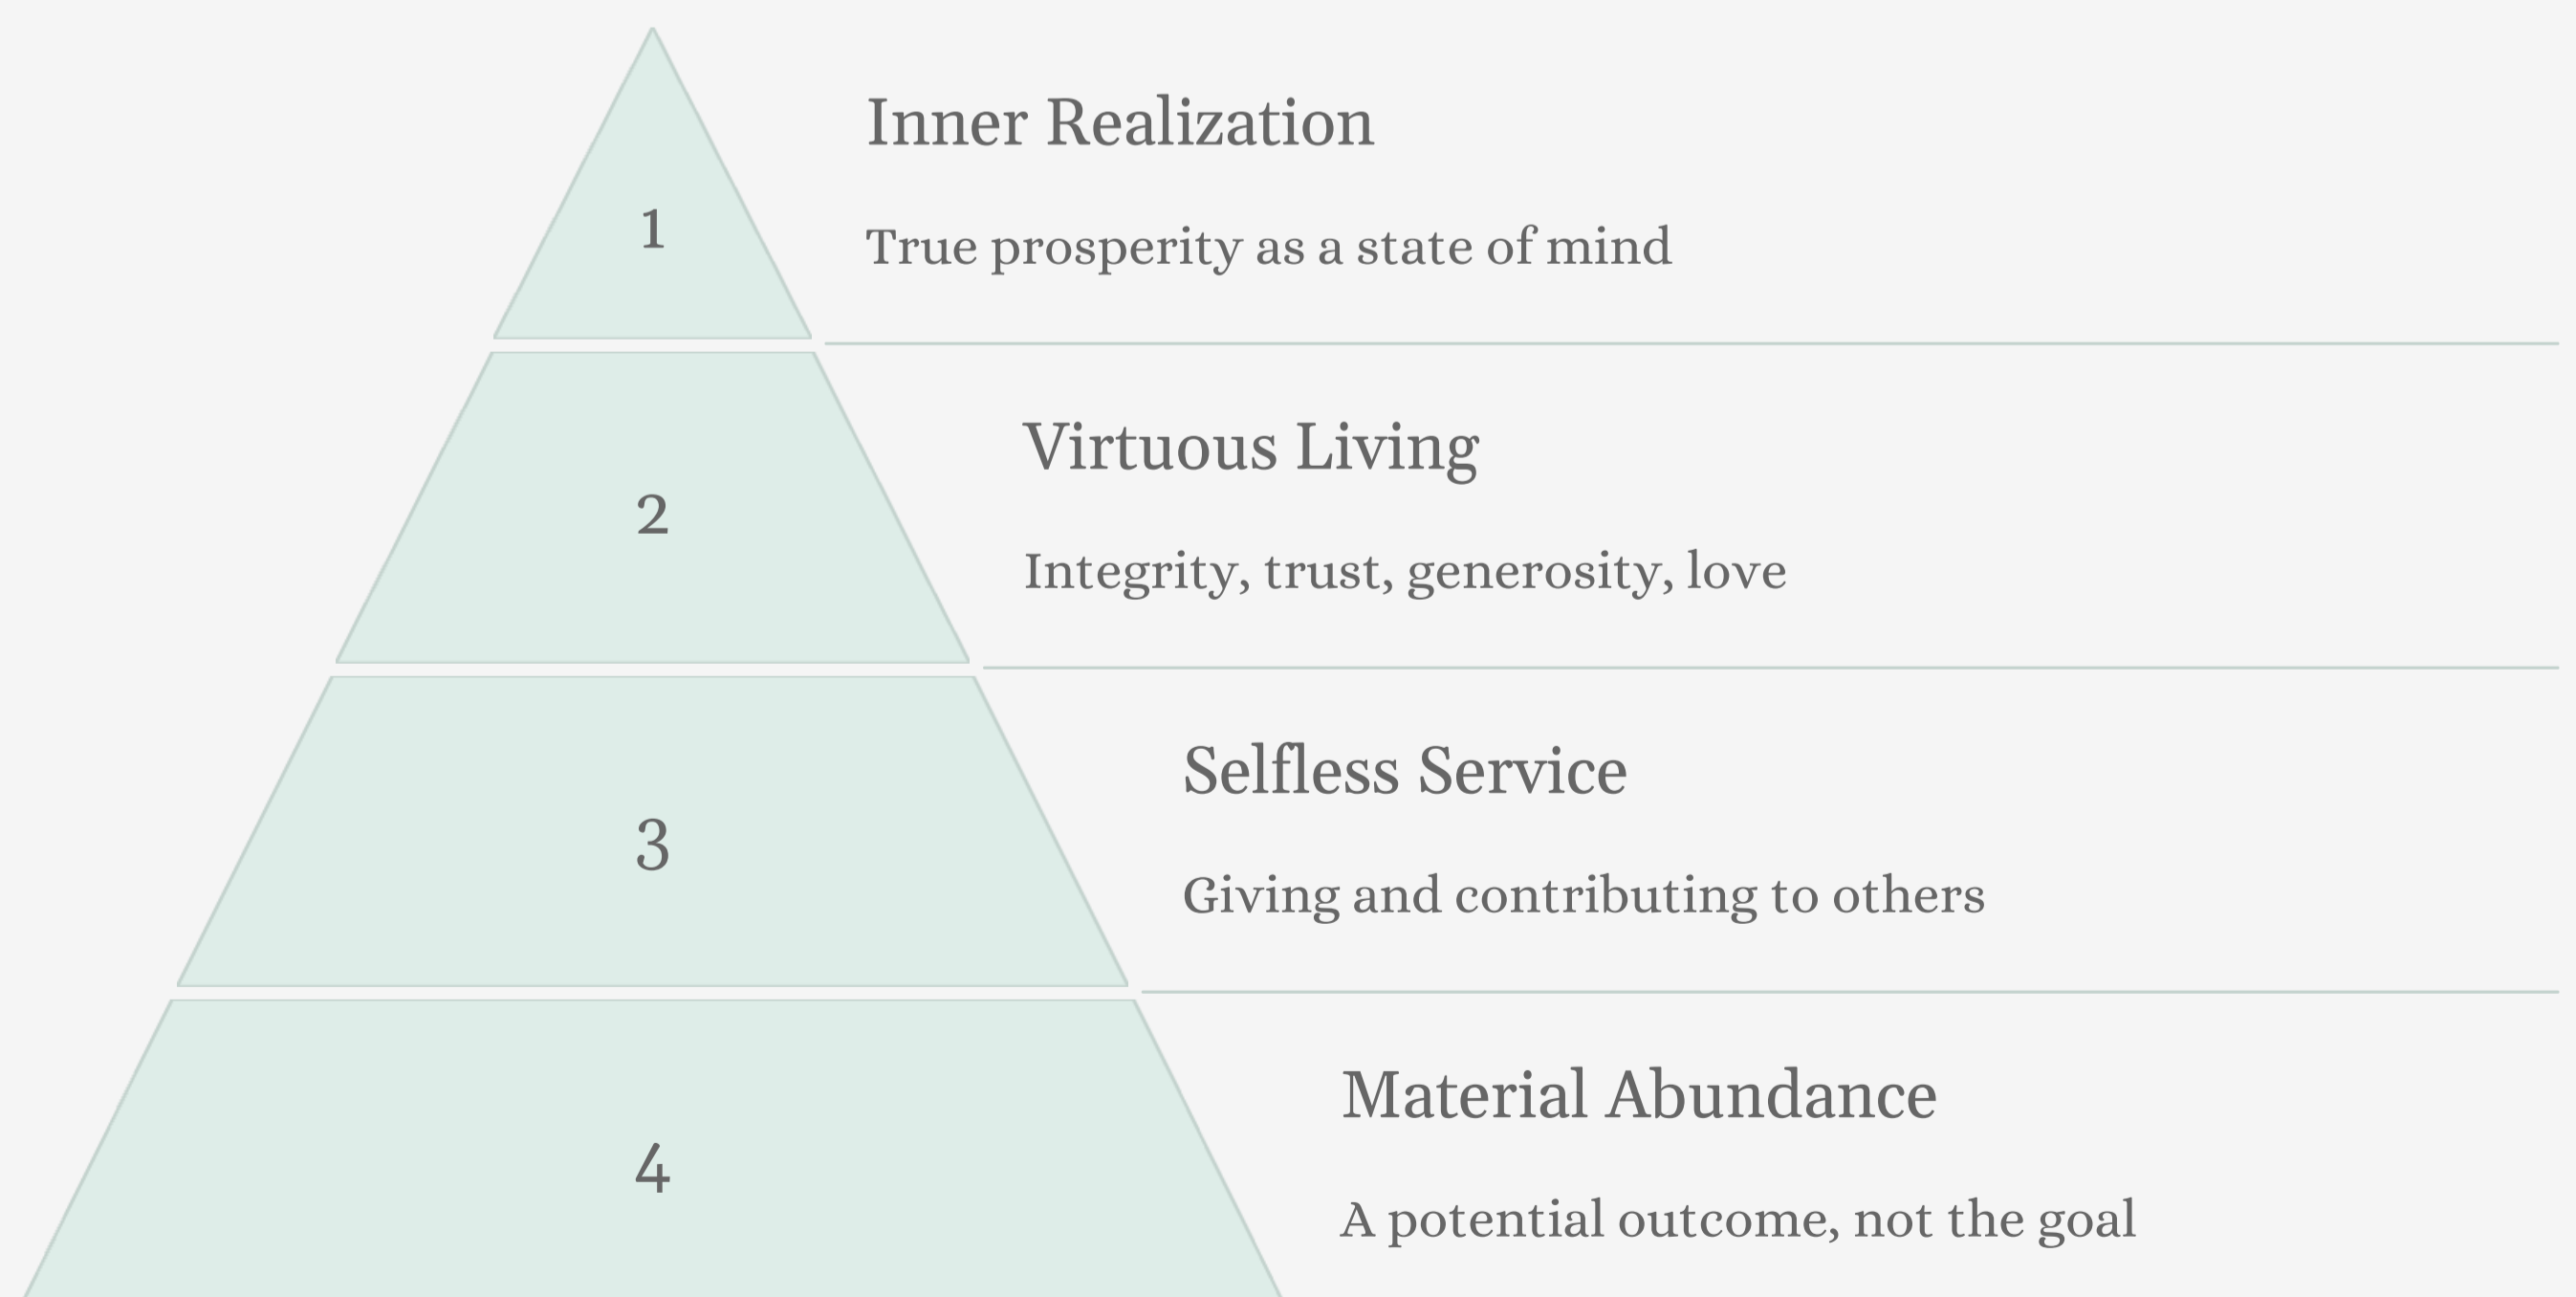 1
Inner Realization
True prosperity as a state of mind
2
Virtuous Living
Integrity, trust, generosity, love
3
Selfless Service
Giving and contributing to others
4
Material Abundance
A potential outcome, not the goal